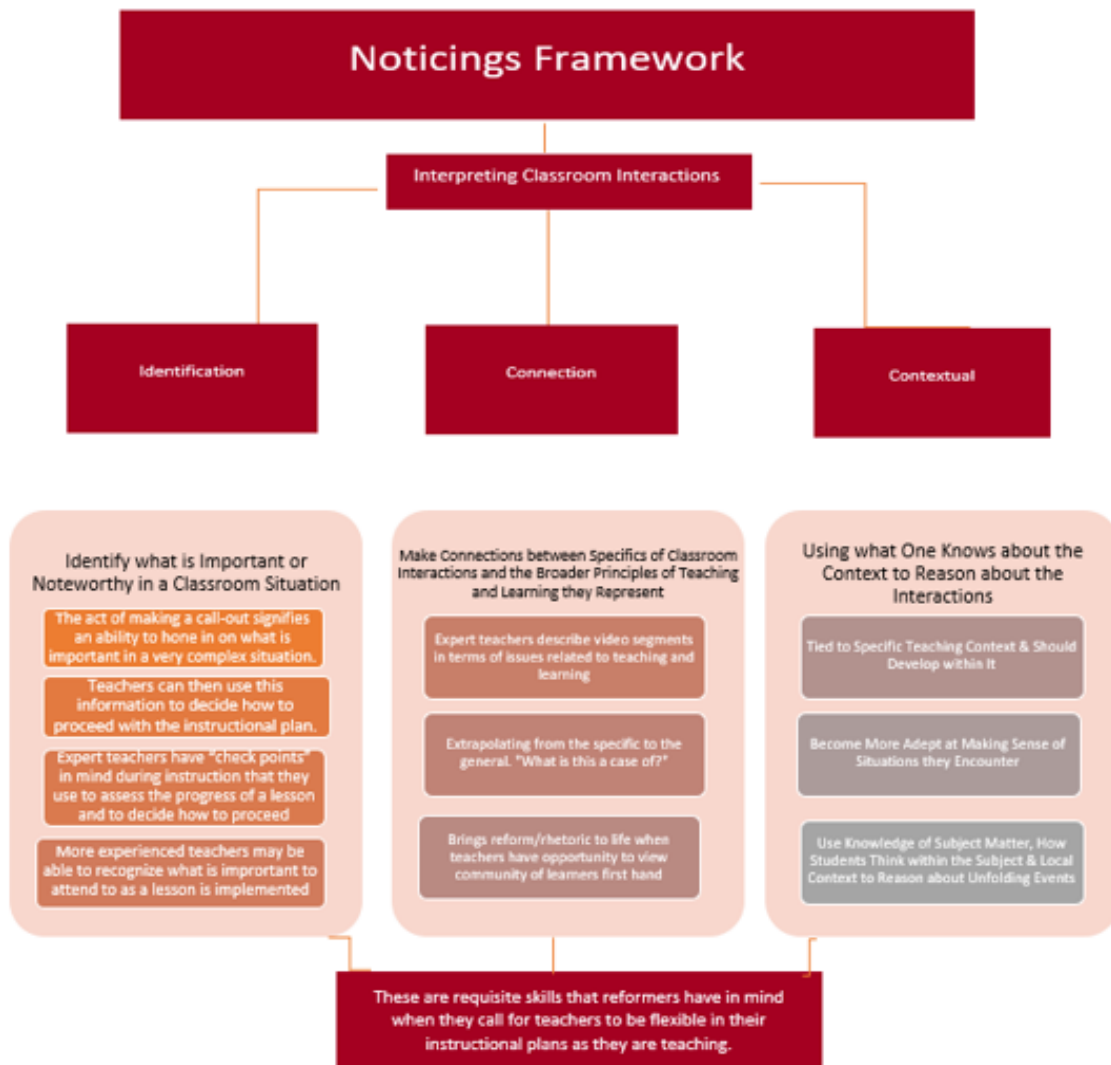 Noticings Framework
Interpreting Classroom Interactions
Identification
Connection
Contextual
Identify what is Important or
Noteworthy in a Classroom Situation
The act of making a call-out signifies
an ability to hone in on what is
important in a very complex situation.
Teachers can then use this
information to decide how to
proceed with the instructional plan.
Expert teachers have "check points"
in mind during instruction that they
use to assess the progress of a lesson
and to decide how to proceed
More experienced teachers may be
able to recognize what is imprortant to
attend to as a lesson is implemented
Make Connections between Specifics of Classroom
Interactions and the Broader Principles of Teaching
and Learning they Represent
Expert teachers describe video segments
in terms of issues related to teaching and
learning
Extrapolating from the specific to the
general. "What is this a case of?"
Brings reform/rhetoric to life when
teachers have opportunity to view
community of learners first hand
Using what One Knows about the
Context to Reason about the
Interactions
Tied to Specific Teaching Context & Should
Develop within It
Become More Adept at Making Sense of
Situations they Encounter
Use Knowledge of Subject Matter, How
Students Think within the Subject & Local
Context to Reason about Unfolding Events
These are requisite skills that reformers have in mind
when they call for teachers to be flexible in their
instructional plans as they are teaching.